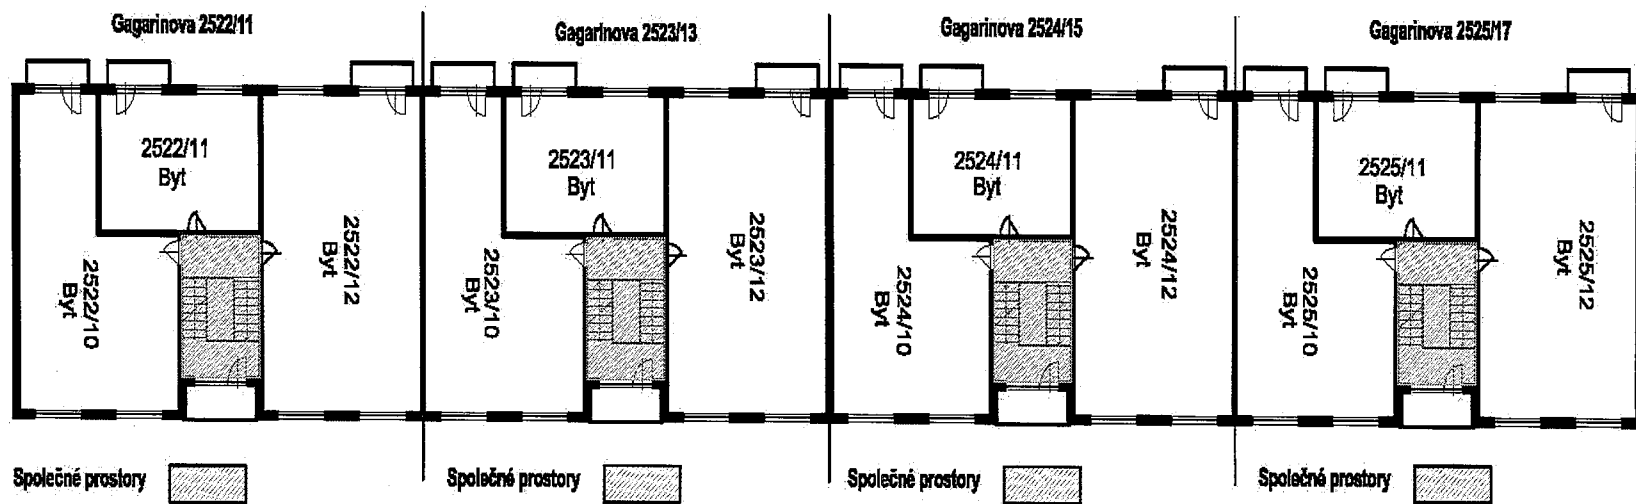 Gagarinova 2522/11
Gagarinova 2523/13
Gagarinova 2524/15
Gagarinova 2525/17
2522/11
Byt
2523/11
Byt
2524/11
Byt
2525/11
Byt
2522/10
Byt
2522/12
Byt
2523/10
Byt
2523/12
Byt
2524/10
Byt
2524/12
Byt
2525/10
Byt
2525/12
Byt
Společné prostory
Společné prostory
Společné prostory
Společné prostory